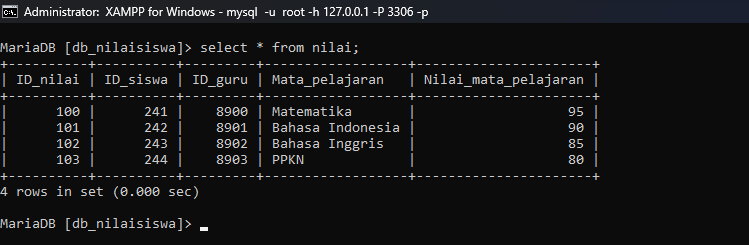 Administrator: XAMPP for Windows - mysql  -u  root -h 127.0.0.1 -P 3306 -p
MariaDB [db_nilaisiswa]> select * from nilai;
+----------+----------+---------+------------------+----------------------+
| ID_nilai | ID_siswa | ID_guru | Mata_pelajaran   | Nilai_mata_pelajaran |
+----------+----------+---------+------------------+----------------------+
|      100 |      241 |    8900 | Matematika       |                   95 |
|      101 |      242 |    8901 | Bahasa Indonesia |                   90 |
|      102 |      243 |    8902 | Bahasa Inggris   |                   85 |
|      103 |      244 |    8903 | PPKN             |                   80 |
+----------+----------+---------+------------------+----------------------+
4 rows in set (0.000 sec)
MariaDB [db_nilaisiswa]> _